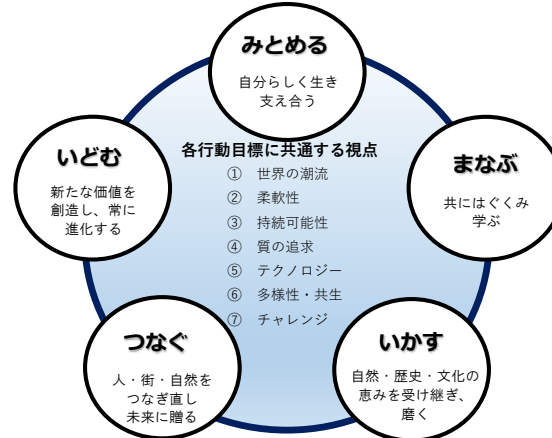 みとめる
自分らしく生き
支え合う
いどむ
新たな価値を
創造し、常に
進化する
各行動目標に共通する視点
① 世界の潮流
② 柔軟性
③ 持続可能性
④ 質の追求
⑤ テクノロジー
⑥ 多様性・共生
⑦ チャレンジ
まなぶ
共にはぐくみ
学ぶ
つなぐ
人・街・自然を
つなぎ直し
未来に贈る
いかす
自然・歴史・文化の
恵みを受け継ぎ、
磨く